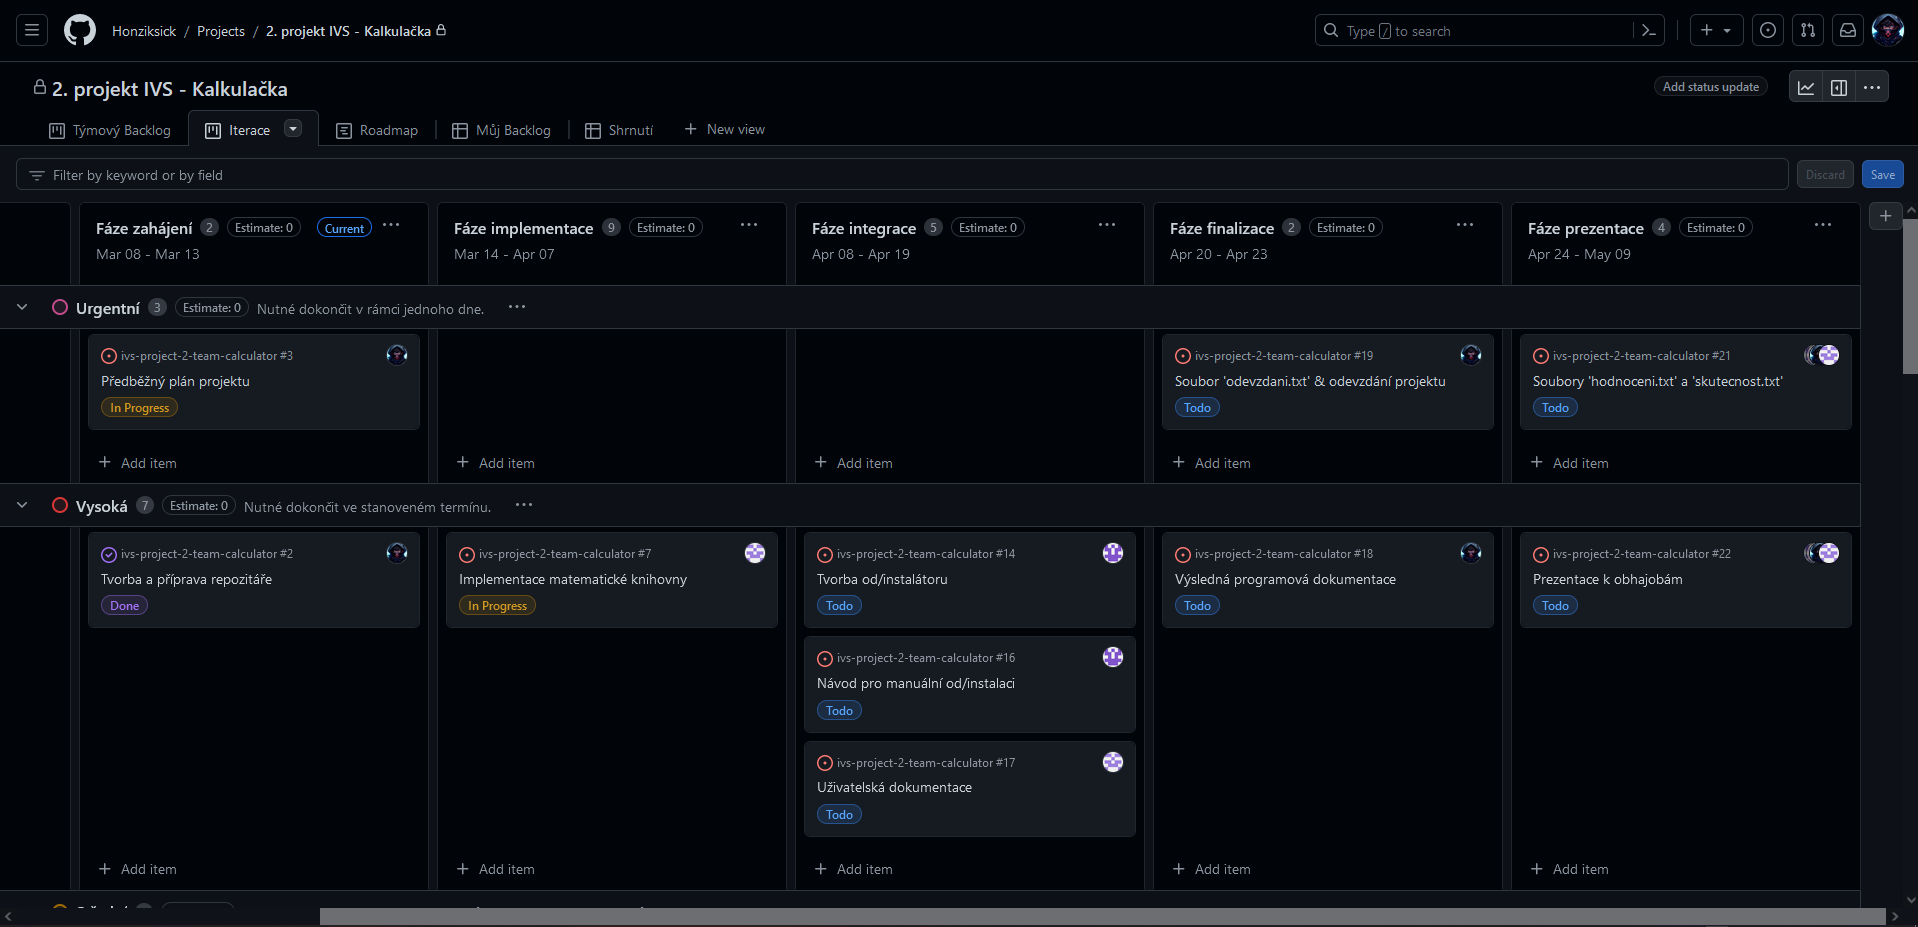 Honziksick / Projects / 2. projekt IVS - Kalkulačka
Type / to search
2. projekt IVS - Kalkulačka
Add status update
Týmový Backlog
Iterace
Roadmap
Můj Backlog
Shrnutí
New view
Filter by keyword or by field
Discard
Save
Fáze zahájení 2 Estimate: 0 Current
Mar 08 - Mar 13
Fáze implementace 9 Estimate: 0
Mar 14 - Apr 07
Fáze integrace 5 Estimate: 0
Apr 08 - Apr 19
Fáze finalizace 2 Estimate: 0
Apr 20 - Apr 23
Fáze prezentace 4 Estimate: 0
Apr 24 - May 09
Urgentní 3 Estimate: 0 Nutné dokončit v rámci jednoho dne.
ivs-project-2-team-calculator #3
Předběžný plán projektu
In Progress
Add item
Add item
Add item
ivs-project-2-team-calculator #19
Soubor 'odevzdani.txt' & odevzdání projektu
Todo
Add item
ivs-project-2-team-calculator #21
Soubory 'hodnoceni.txt' a 'skutecnost.txt'
Todo
Add item
Vysoká 7 Estimate: 0 Nutné dokončit ve stanoveném termínu.
ivs-project-2-team-calculator #2
Tvorba a příprava repozitáře
Done
Add item
ivs-project-2-team-calculator #7
Implementace matematické knihovny
In Progress
Add item
ivs-project-2-team-calculator #14
Tvorba od/instalátoru
Todo
ivs-project-2-team-calculator #16
Návod pro manuální od/instalaci
Todo
ivs-project-2-team-calculator #17
Uživatelská dokumentace
Todo
Add item
ivs-project-2-team-calculator #18
Výsledná programová dokumentace
Todo
Add item
ivs-project-2-team-calculator #22
Prezentace k obhajobám
Todo
Add item